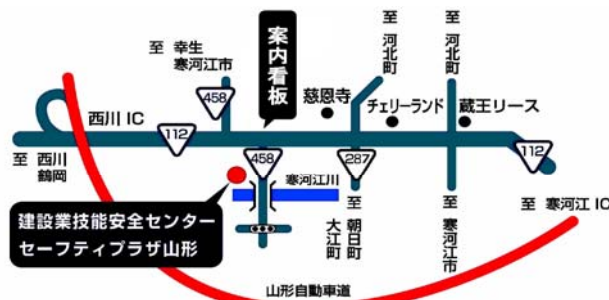 至 幸生
寒河江市
458
案内看板
慈恩寺
至 河北町
チェリーランド
至 河北町
蔵王リース
西川 IC
112
至 西川
鶴岡
458
寒河江川
287
至 朝日町
大江町
至 寒河江市
112
至 寒河江 IC
建設業技能安全センター
セーフティプラザ山形
山形自動車道